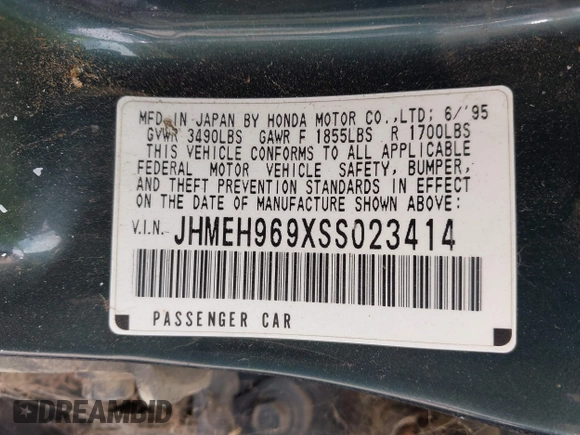 MFD. IN JAPAN BY HONDA MOTOR CO.,LTD; 6/'95
GVWR 3490LBS GAWR F 1855LBS R 1700LBS
THIS VEHICLE CONFORMS TO ALL APPLICABLE
FEDERAL MOTOR VEHICLE SAFETY, BUMPER,
AND THEFT PREVENTION STANDARDS IN EFFECT
ON THE DATE OF MANUFACTURE SHOWN ABOVE:
V.I.N. JHMEH969XSS023414
PASSENGER CAR
DREAMBID